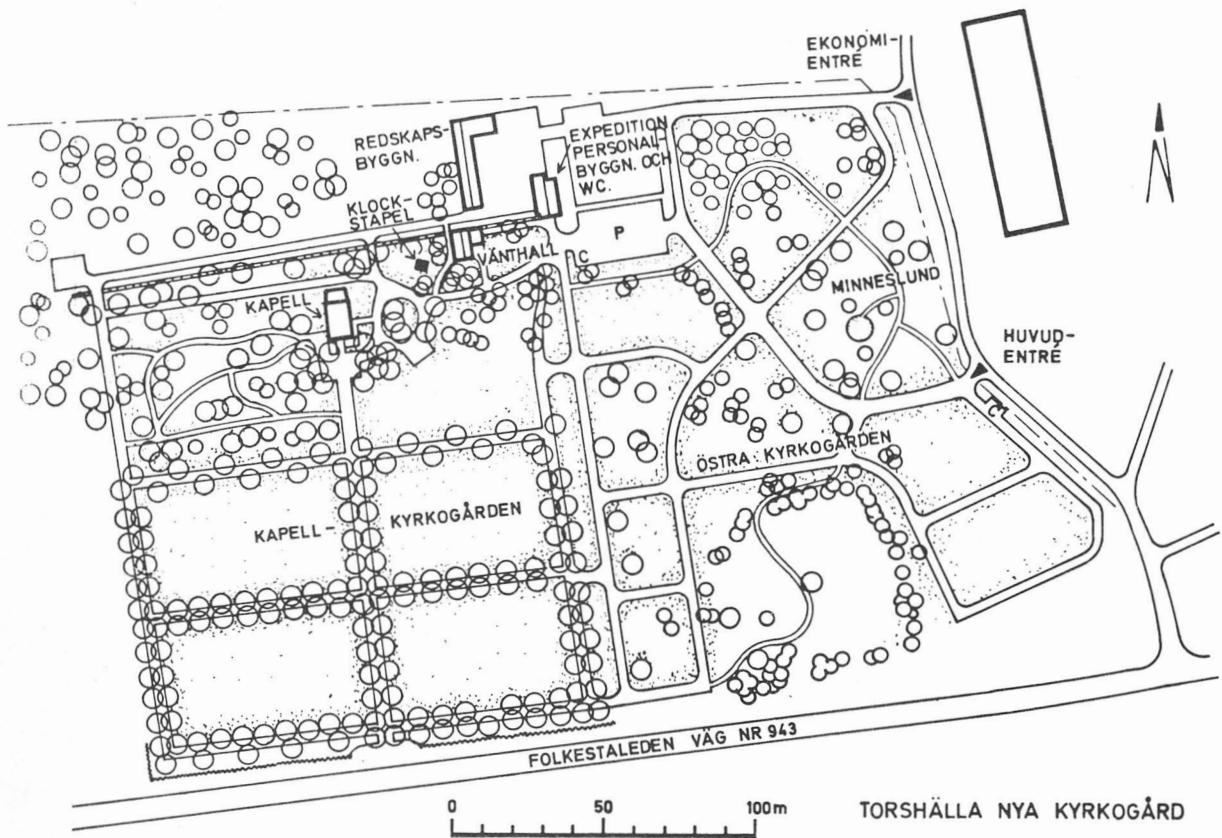 EKONOMI-
ENTRÉ
REDSKAPS-
BYGGN.
EXPEDITION
PERSONAL-
BYGGN. OCH
WC.
KLOCK-
STAPEL
P
VÄNTHALL
C
N
MINNESLUND
KAPELL
HUVUD-
ENTRÉ
C
ÖSTRA KYRKOGÅRDEN
KAPELL-
KYRKOGÅRDEN
FOLKESTALEDEN VÄG NR 943
0 50 100m
TORSHÄLLA NYA KYRKOGÅRD